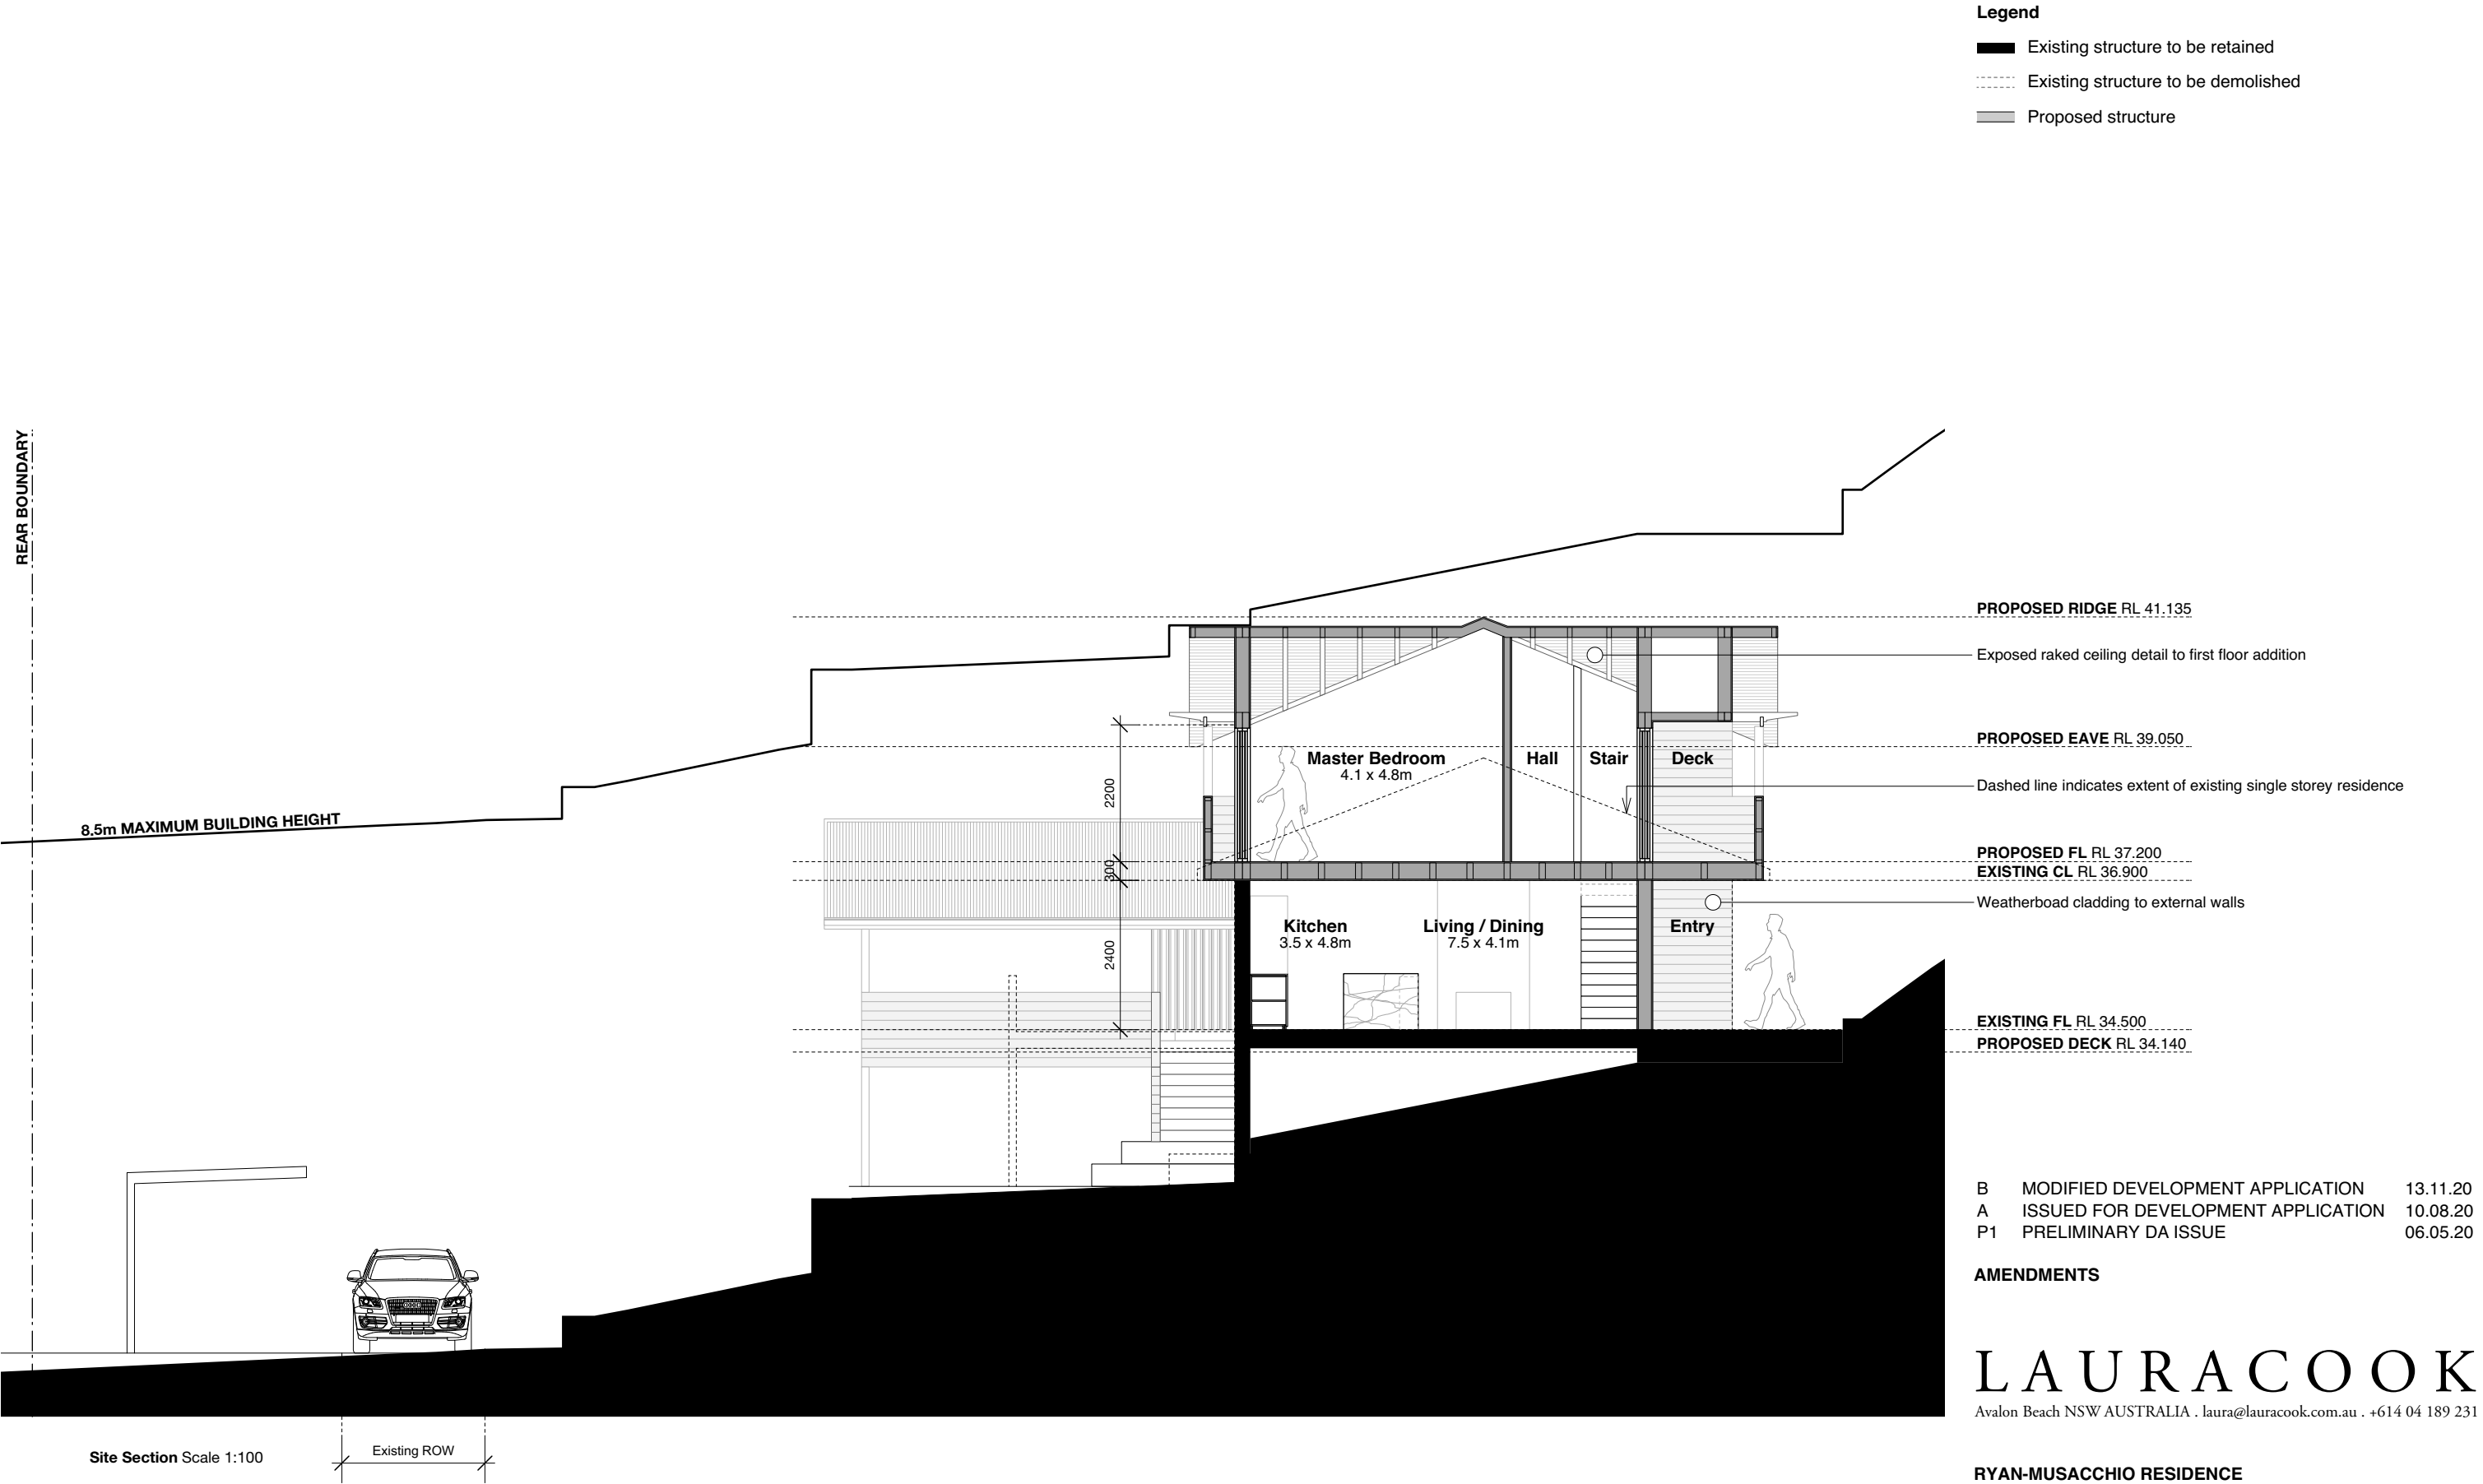 Legend
Existing structure to be retained
Existing structure to be demolished
Proposed structure
REAR BOUNDARY
8.5m MAXIMUM BUILDING HEIGHT
PROPOSED RIDGE RL 41.135
Exposed raked ceiling detail to first floor addition
PROPOSED EAVE RL 39.050
Dashed line indicates extent of existing single storey residence
PROPOSED FL RL 37.200
EXISTING CL RL 36.900
Weatherboad cladding to external walls
EXISTING FL RL 34.500
PROPOSED DECK RL 34.140
2200
300
2400
Master Bedroom
4.1 x 4.8m
Hall
Stair
Deck
Kitchen
3.5 x 4.8m
Living / Dining
7.5 x 4.1m
Entry
B MODIFIED DEVELOPMENT APPLICATION 13.11.20
A ISSUED FOR DEVELOPMENT APPLICATION 10.08.20
P1 PRELIMINARY DA ISSUE 06.05.20
AMENDMENTS
LAURACOOK
Avalon Beach NSW AUSTRALIA . laura@lauracook.com.au . +614 04 189 231
Site Section Scale 1:100
Existing ROW
RYAN-MUSACCHIO RESIDENCE